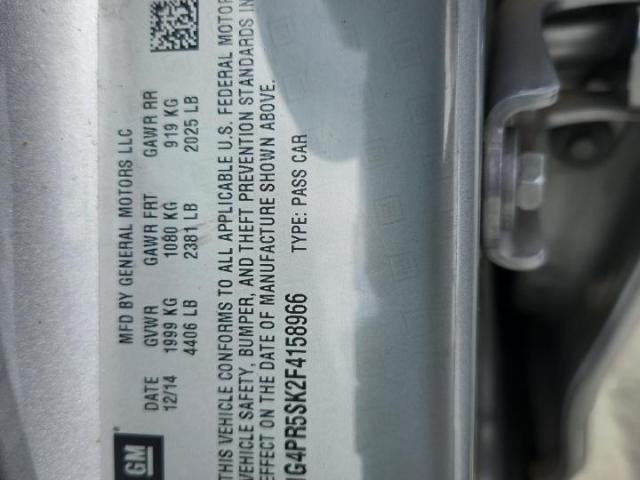 GM
MFD BY GENERAL MOTORS LLC
DATE GVWR GAWR FRT GAWR RR
12/14 1999 KG 1080 KG 919 KG
4406 LB 2381 LB 2025 LB
THIS VEHICLE CONFORMS TO ALL APPLICABLE U.S. FEDERAL MOTOR
VEHICLE SAFETY, BUMPER, AND THEFT PREVENTION STANDARDS IN
EFFECT ON THE DATE OF MANUFACTURE SHOWN ABOVE.
1G4PR5SK2F4158966 TYPE: PASS CAR